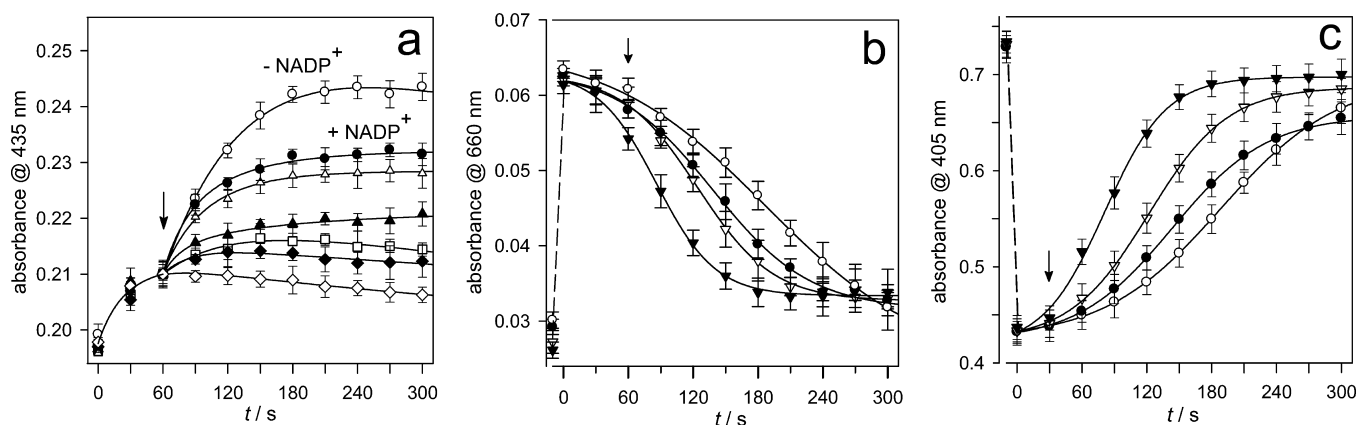 a
- NADP+
+ NADP+
absorbance @ 435 nm
0.25
0.24
0.23
0.22
0.21
0.20
0 60 120 180 240 300
t / s
b
absorbance @ 660 nm
0.07
0.06
0.05
0.04
0.03
0 60 120 180 240 300
t / s
c
absorbance @ 405 nm
0.7
0.6
0.5
0.4
0 60 120 180 240 300
t / s